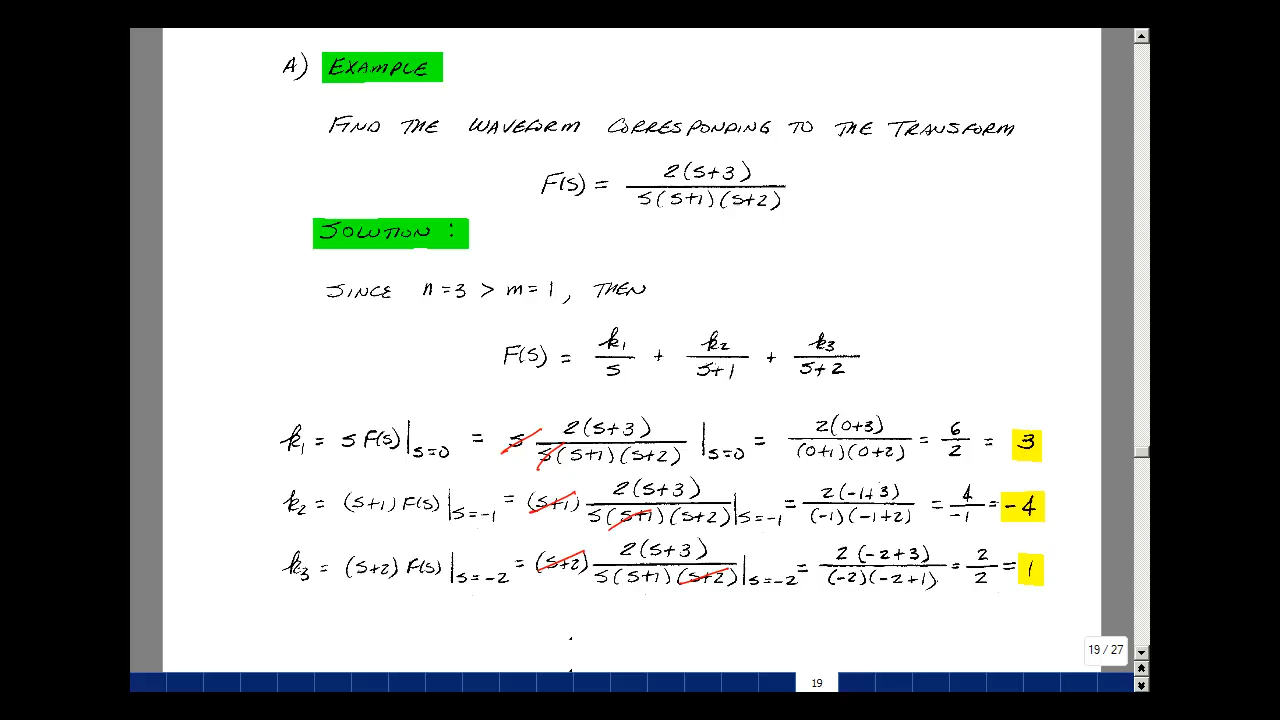 A) EXAMPLE
FIND THE WAVEFORM CORRESPONDING TO THE TRANSFORM
F(s) = 2(s+3) / s(s+1)(s+2)
SOLUTION :
SINCE n=3 > m=1, THEN
F(s) = k1/s + k2/s+1 + k3/s+2
k1 = s F(s)|s=0 = s 2(s+3) / s(s+1)(s+2) |s=0 = 2(0+3) / (0+1)(0+2) = 6/2 = 3
k2 = (s+1) F(s)|s=-1 = (s+1) 2(s+3) / s(s+1)(s+2) |s=-1 = 2(-1+3) / (-1)(-1+2) = 4/-1 = -4
k3 = (s+2) F(s)|s=-2 = (s+2) 2(s+3) / s(s+1)(s+2) |s=-2 = 2(-2+3) / (-2)(-2+1) = 2/2 = 1
19 / 27
19